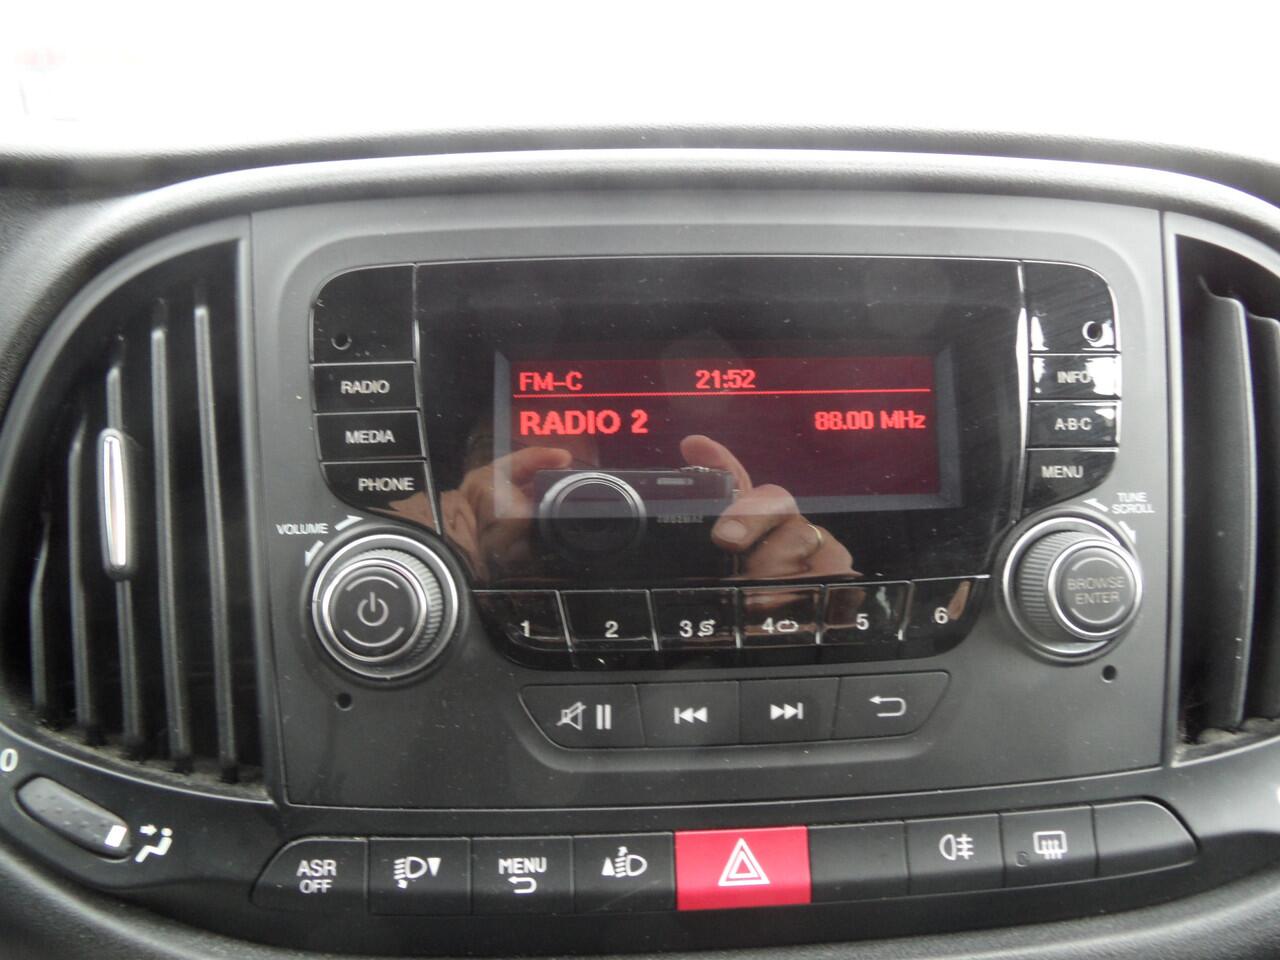 FM-C 21:52
RADIO 2 88.00 MHz
RADIO
MEDIA
PHONE
INFO
A·B·C
MENU
VOLUME
TUNE
SCROLL
BROWSE
ENTER
1 2 3 4 5 6
0
ASR
OFF
MENU